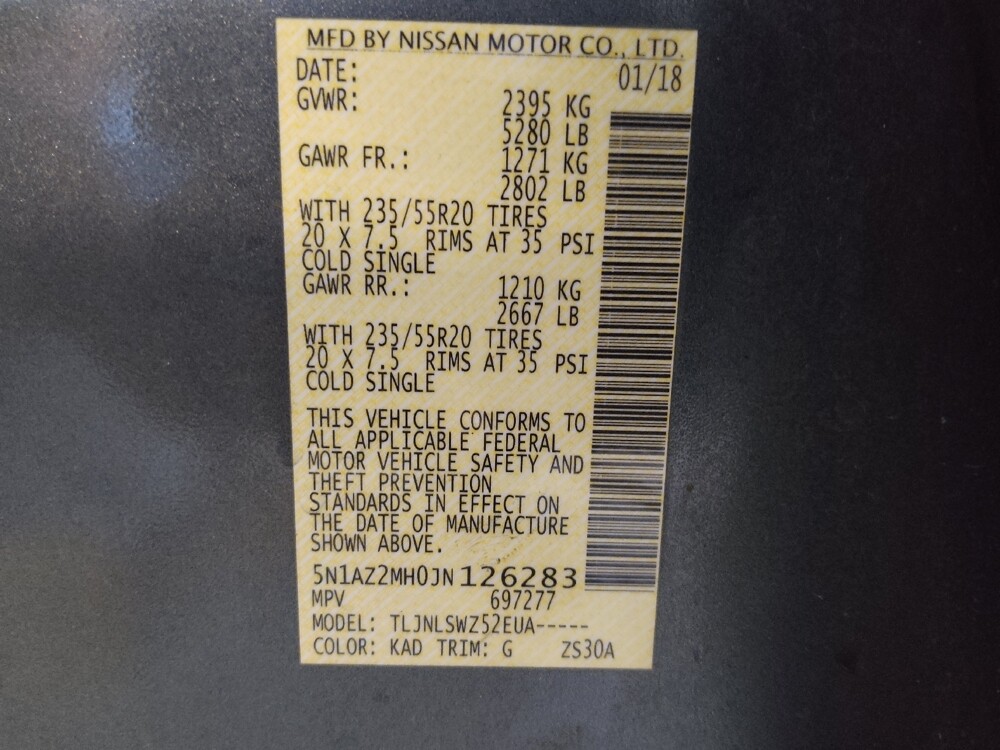 MFD BY NISSAN MOTOR CO., LTD.
DATE: 01/18
GVWR: 2395 KG
5280 LB
GAWR FR.: 1271 KG
2802 LB
WITH 235/55R20 TIRES
20 X 7.5 RIMS AT 35 PSI
COLD SINGLE
GAWR RR.: 1210 KG
2667 LB
WITH 235/55R20 TIRES
20 X 7.5 RIMS AT 35 PSI
COLD SINGLE
THIS VEHICLE CONFORMS TO
ALL APPLICABLE FEDERAL
MOTOR VEHICLE SAFETY AND
THEFT PREVENTION
STANDARDS IN EFFECT ON
THE DATE OF MANUFACTURE
SHOWN ABOVE.
5N1AZ2MH0JN126283
MPV 697277
MODEL: TLJNLSWZ52EUA-----
COLOR: KAD TRIM: G ZS30A